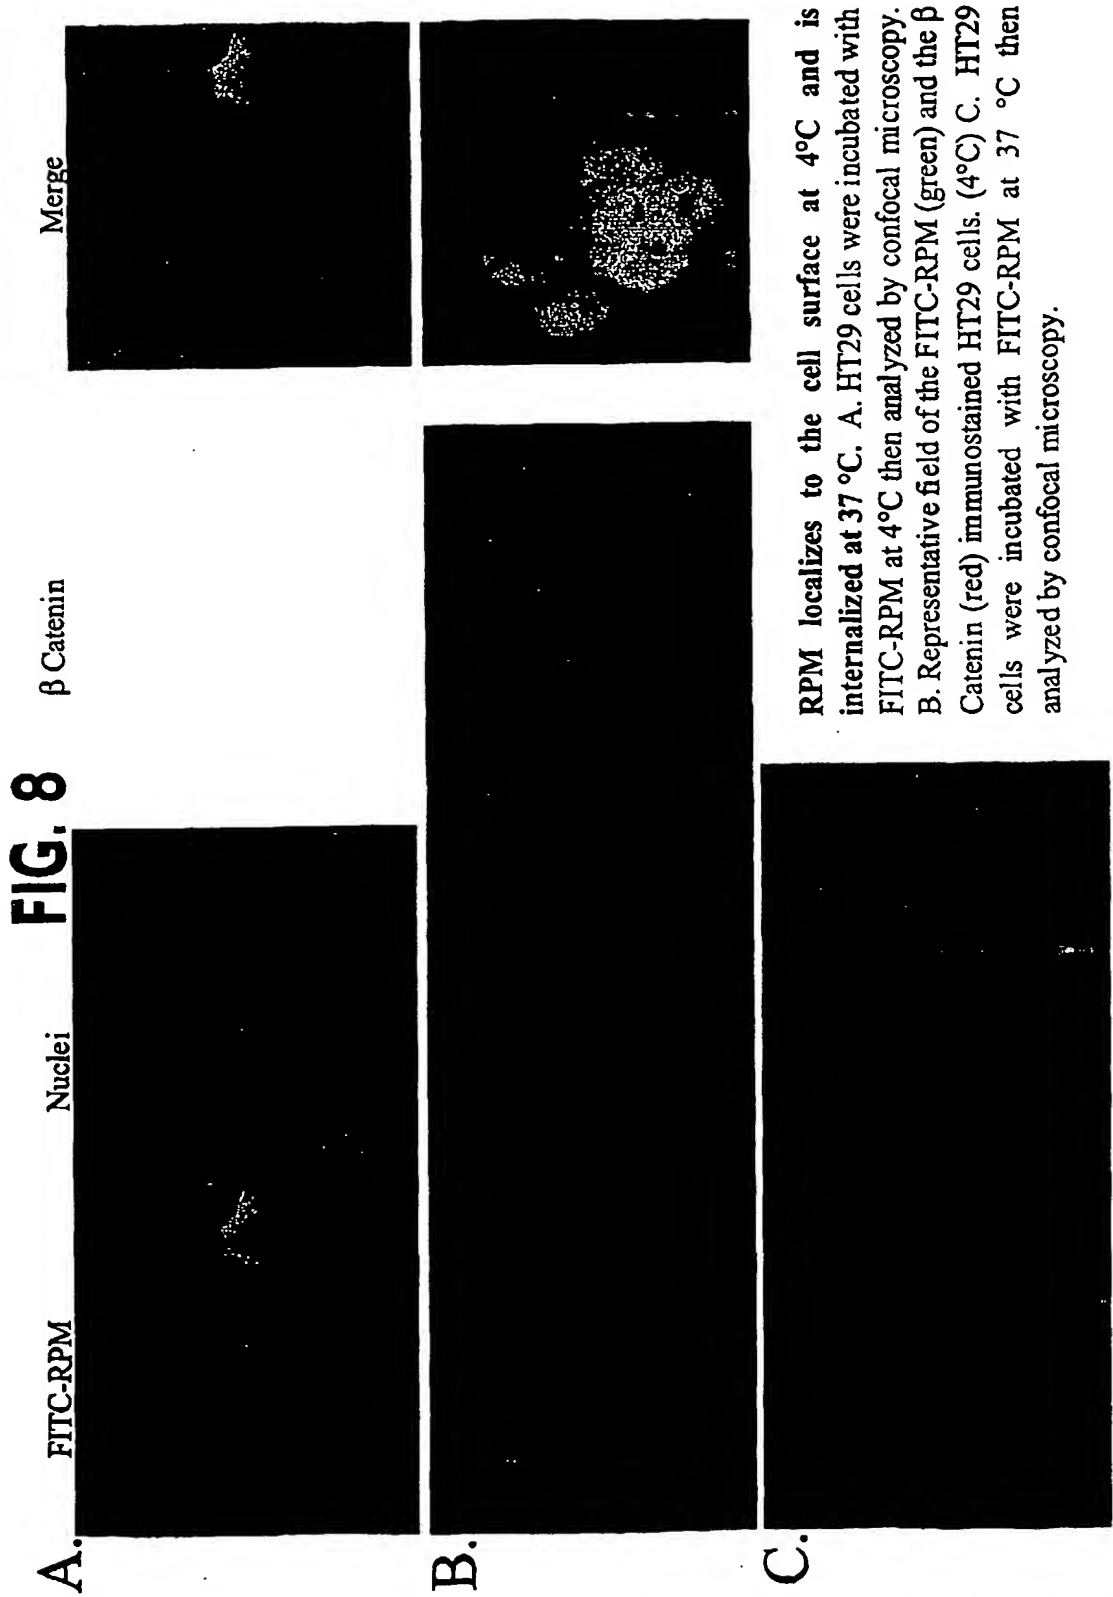 FIG. 8
FITC-RPM
Nuclei
β Catenin
Merge
A.
B.
C.
RPM localizes to the cell surface at 4°C and is
internalized at 37 °C. A. HT29 cells were incubated with
FITC-RPM at 4°C then analyzed by confocal microscopy.
B. Representative field of the FITC-RPM (green) and the β
Catenin (red) immunostained HT29 cells. (4°C) C. HT29
cells were incubated with FITC-RPM at 37 °C then
analyzed by confocal microscopy.